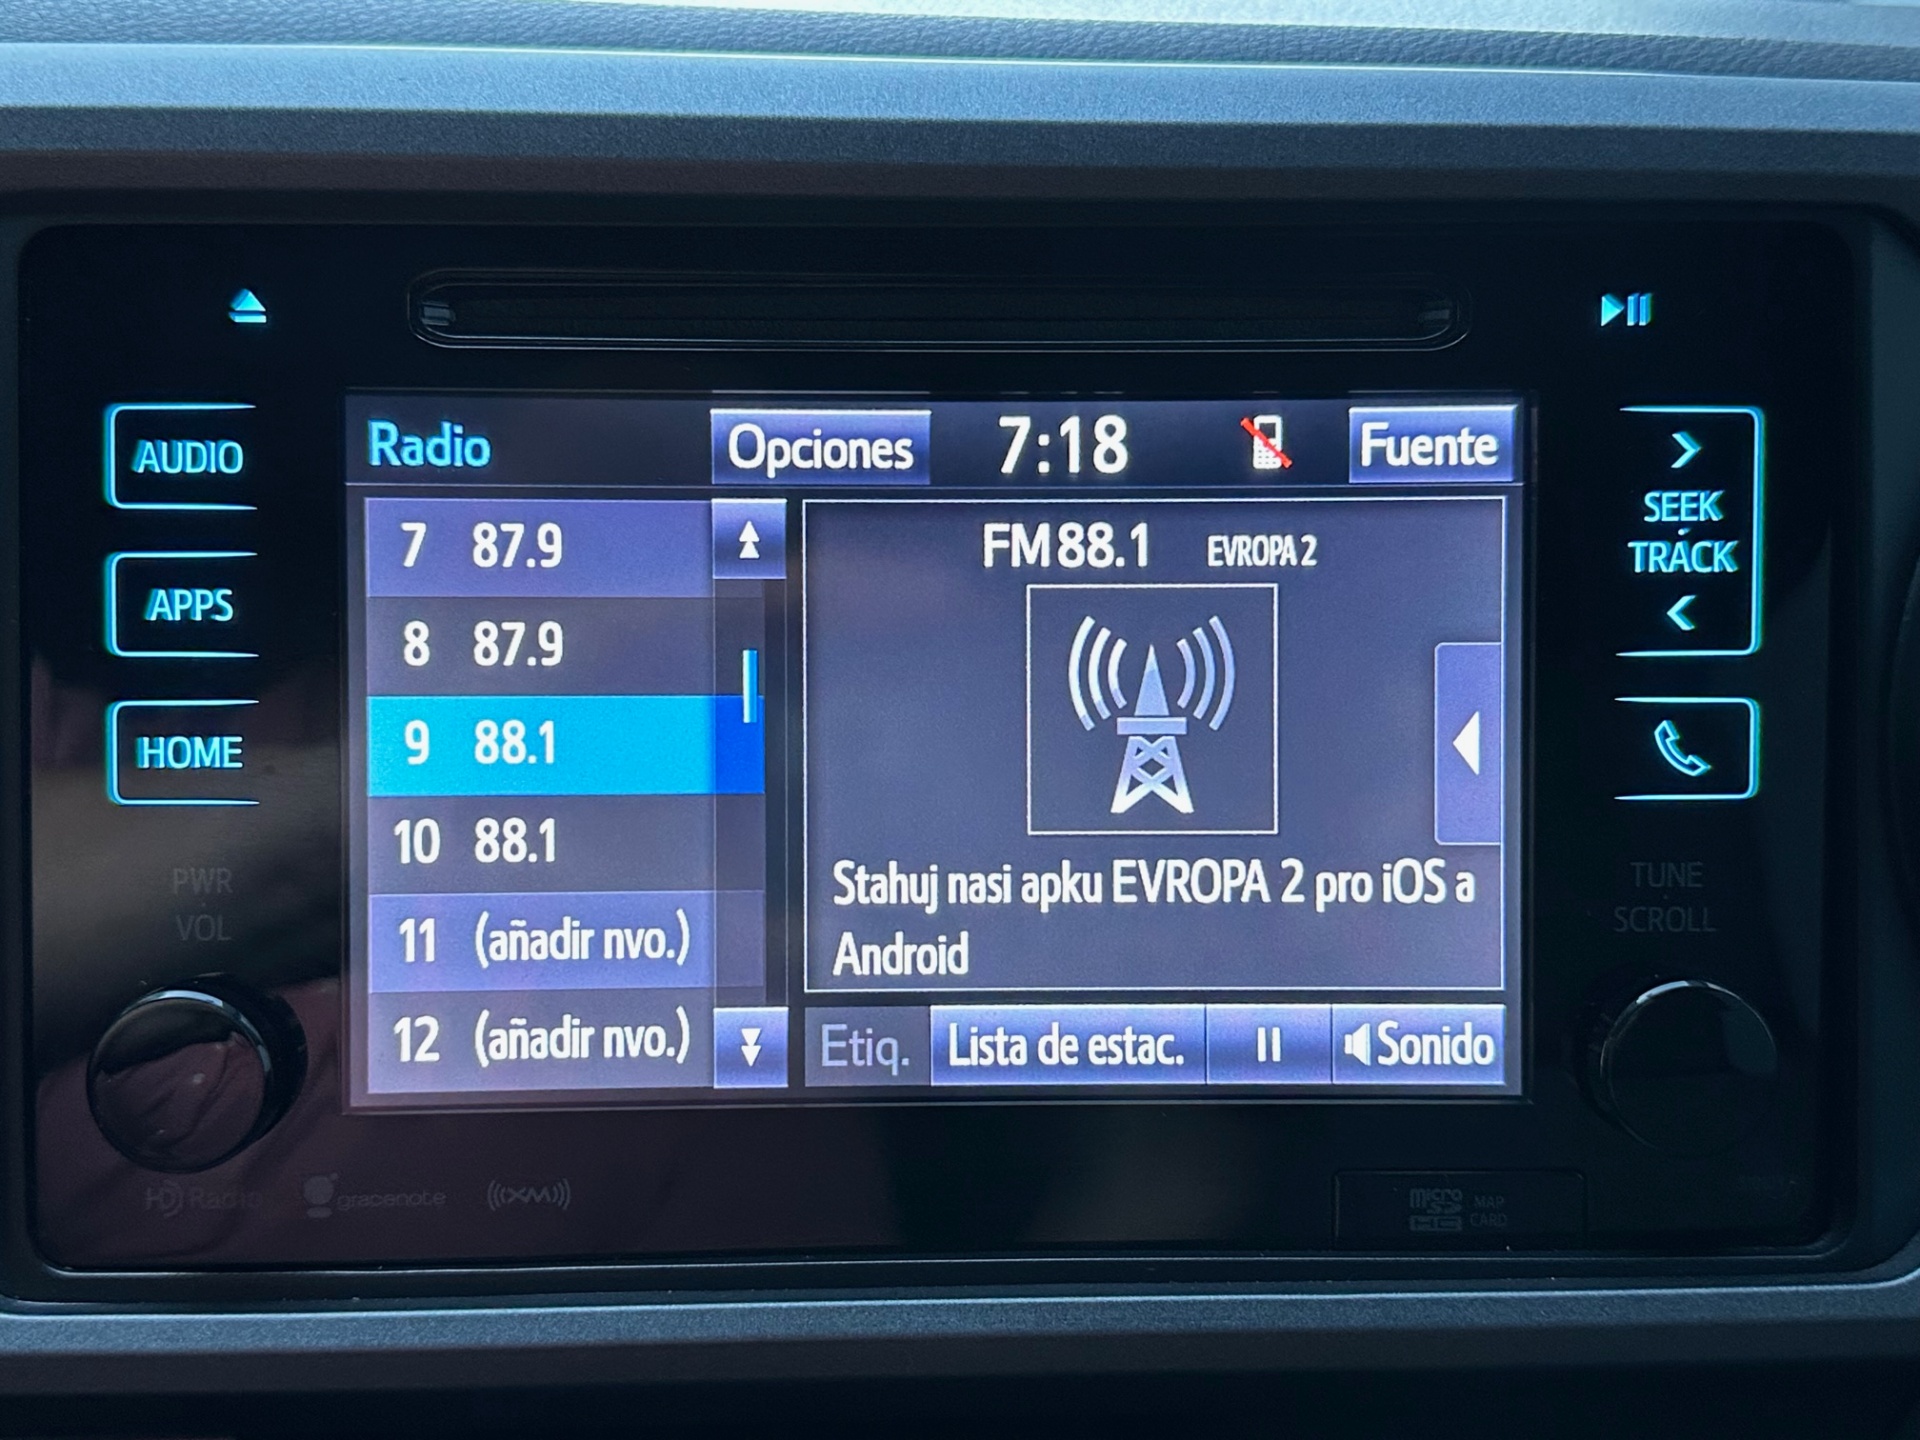 AUDIO
APPS
HOME
PWR
VOL
Radio
Opciones
7:18
Fuente
7 87.9
8 87.9
9 88.1
10 88.1
11 (añadir nvo.)
12 (añadir nvo.)
FM 88.1 EVROPA 2
Stahuj nasi apku EVROPA 2 pro iOS a
Android
Etiq.
Lista de estac.
Sonido
SEEK
TRACK
TUNE
SCROLL
HD Radio
gracenote
XM
micro
SD
HC
MAP
CARD